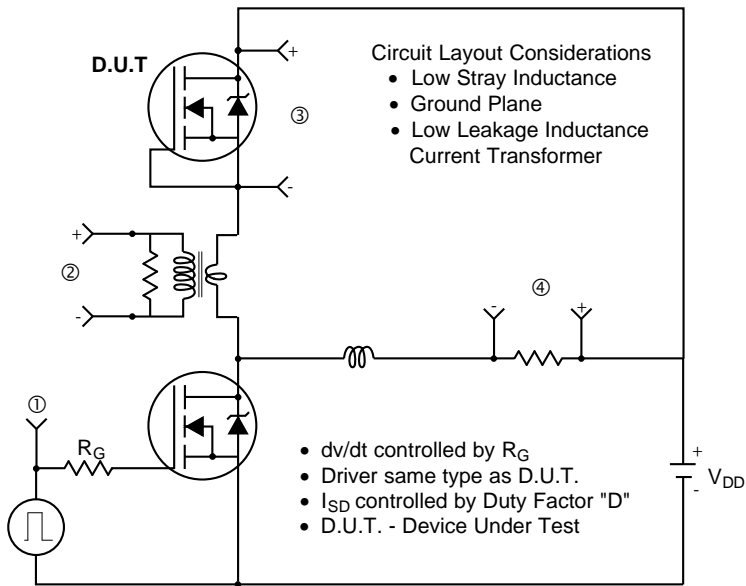 D.U.T
+
-
③
Circuit Layout Considerations
• Low Stray Inductance
• Ground Plane
• Low Leakage Inductance
Current Transformer
+
②
-
-
④
+
①
R_G
• dv/dt controlled by R_G
• Driver same type as D.U.T.
• I_SD controlled by Duty Factor "D"
• D.U.T. - Device Under Test
+
V_DD
-